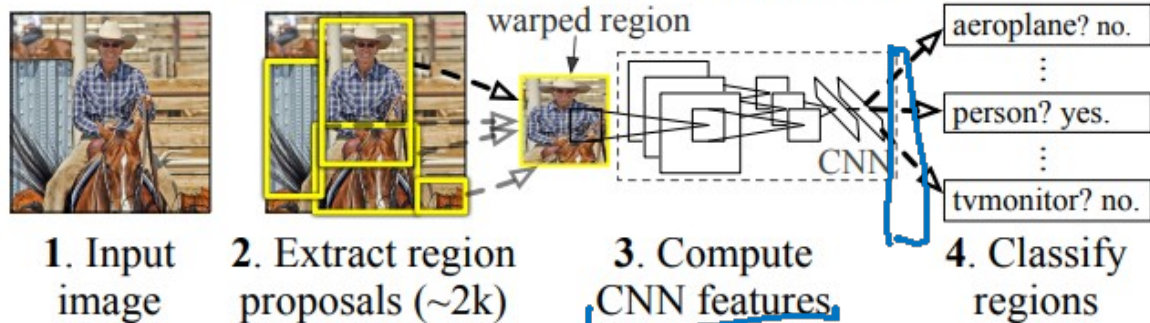 warped region
aeroplane? no.
⋮
person? yes.
⋮
tvmonitor? no.
CNN
1. Input image
2. Extract region proposals (~2k)
3. Compute CNN features
4. Classify regions